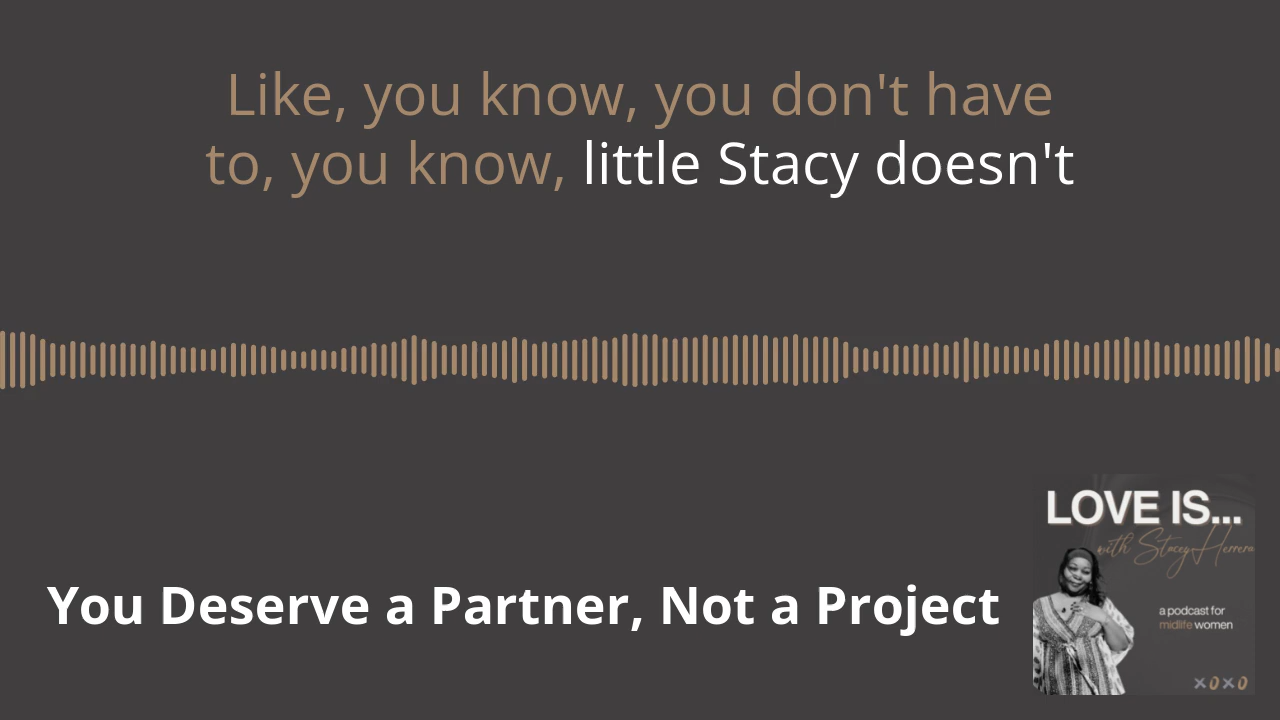 Like, you know, you don't have
to, you know, little Stacy doesn't
You Deserve a Partner, Not a Project
LOVE IS...
with Stacey Herrera
a podcast for
midlife women
XOXO